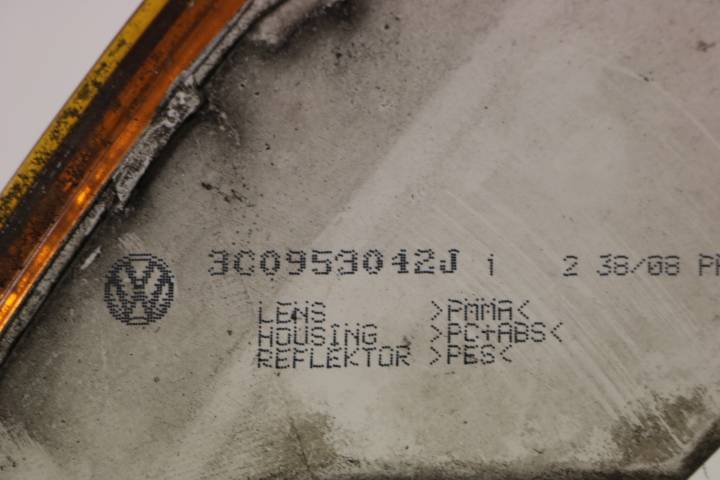 3C0953042J i 2 38/08
LENS >PMMA<
HOUSING >PC+ABS<
REFLEKTOR >PES<